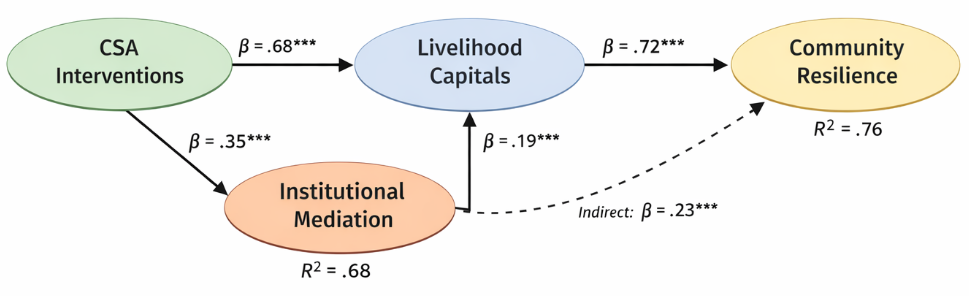 CSA
Interventions
β = .68***
Livelihood
Capitals
β = .72***
Community
Resilience
R² = .76
β = .35***
β = .19***
Institutional
Mediation
Indirect: β = .23***
R² = .68